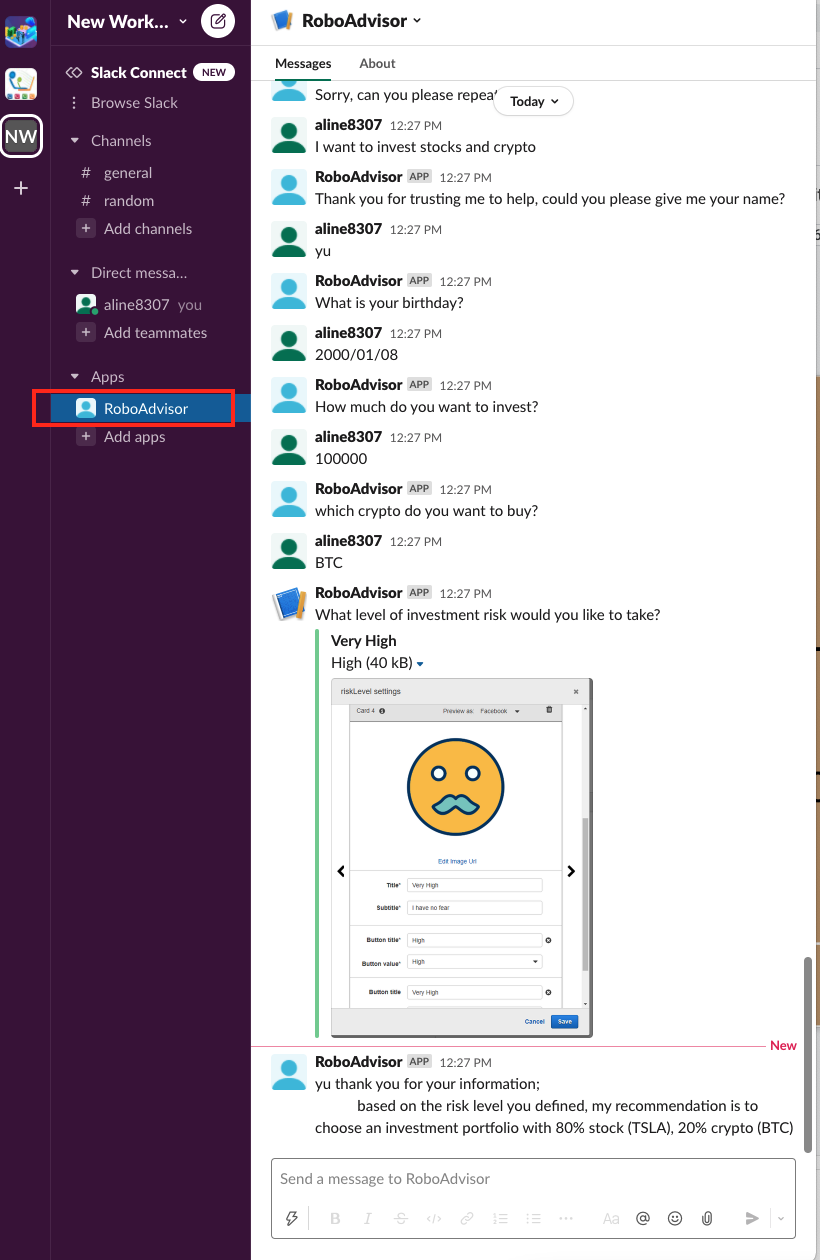 New Work...
RoboAdvisor
Messages
About
Slack Connect NEW
Browse Slack
NW
Channels
# general
# random
+ Add channels
Direct messa...
aline8307 you
+ Add teammates
Apps
RoboAdvisor
+ Add apps
Sorry, can you please repeat
Today
aline8307 12:27 PM
I want to invest stocks and crypto
RoboAdvisor APP 12:27 PM
Thank you for trusting me to help, could you please give me your name?
aline8307 12:27 PM
yu
RoboAdvisor APP 12:27 PM
What is your birthday?
aline8307 12:27 PM
2000/01/08
RoboAdvisor APP 12:27 PM
How much do you want to invest?
aline8307 12:27 PM
100000
RoboAdvisor APP 12:27 PM
which crypto do you want to buy?
aline8307 12:27 PM
BTC
RoboAdvisor APP 12:27 PM
What level of investment risk would you like to take?
Very High
High (40 kB)
riskLevel settings
Card 4 Preview as: Facebook
Edit Image Url
Title* Very High
Subtitle* I have no fear
Button title* High
Button value* High
Button title Very High
Cancel Save
New
RoboAdvisor APP 12:27 PM
yu thank you for your information;
based on the risk level you defined, my recommendation is to
choose an investment portfolio with 80% stock (TSLA), 20% crypto (BTC)
Send a message to RoboAdvisor
B I S Aa @